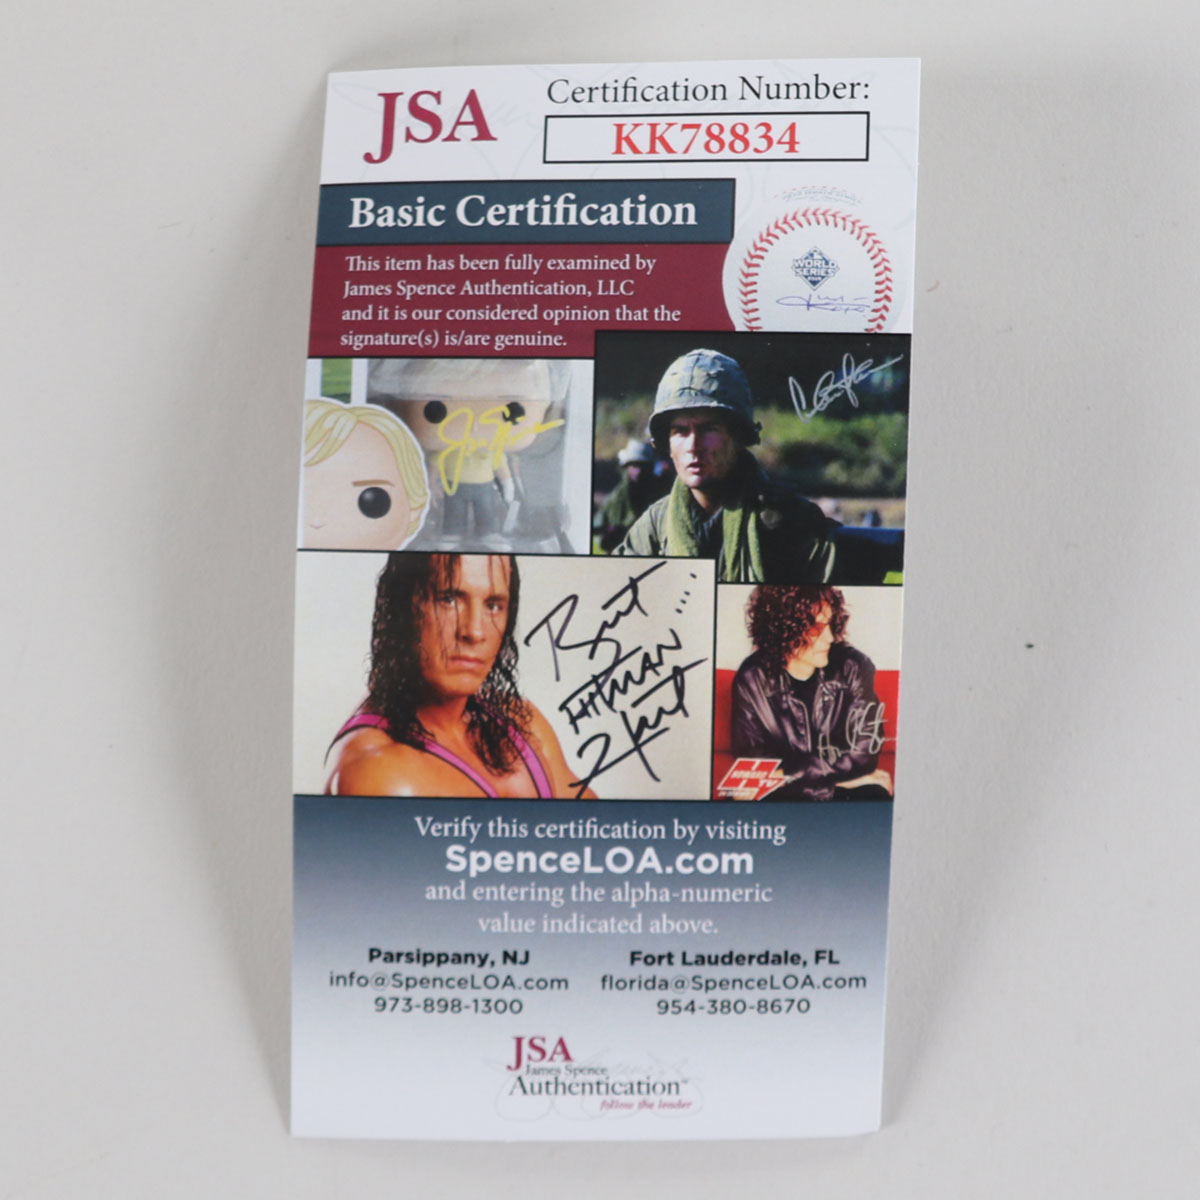 JSA
Certification Number:
KK78834
Basic Certification
This item has been fully examined by
James Spence Authentication, LLC
and it is our considered opinion that the
signature(s) is/are genuine.
WORLD
SERIES
Bret
HITMAN
Hart
HOWARD
TV
Verify this certification by visiting
SpenceLOA.com
and entering the alpha-numeric
value indicated above.
Parsippany, NJ
info@SpenceLOA.com
973-898-1300
Fort Lauderdale, FL
florida@SpenceLOA.com
954-380-8670
JSA
James Spence
Authentication™
follow the leader